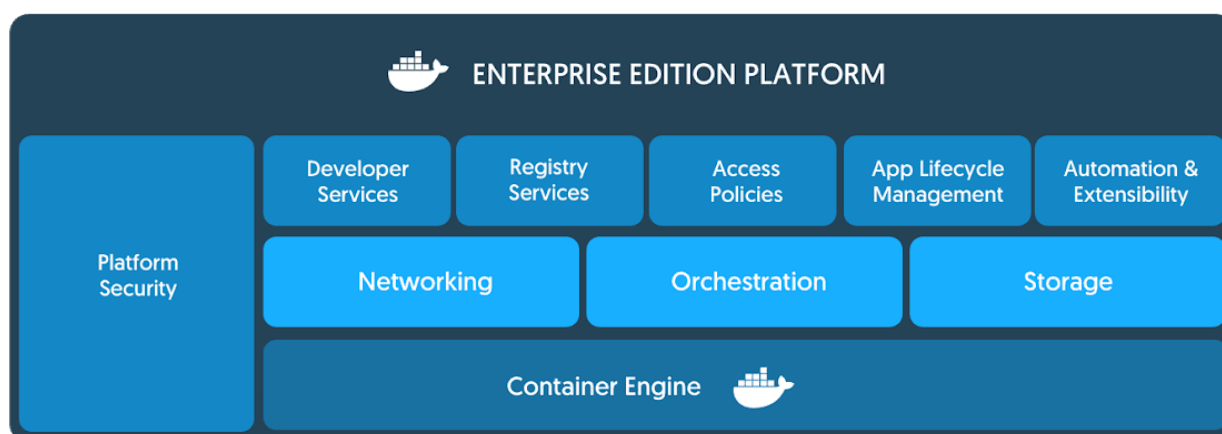 ENTERPRISE EDITION PLATFORM
Platform
Security
Developer
Services
Registry
Services
Access
Policies
App Lifecycle
Management
Automation &
Extensibility
Networking
Orchestration
Storage
Container Engine